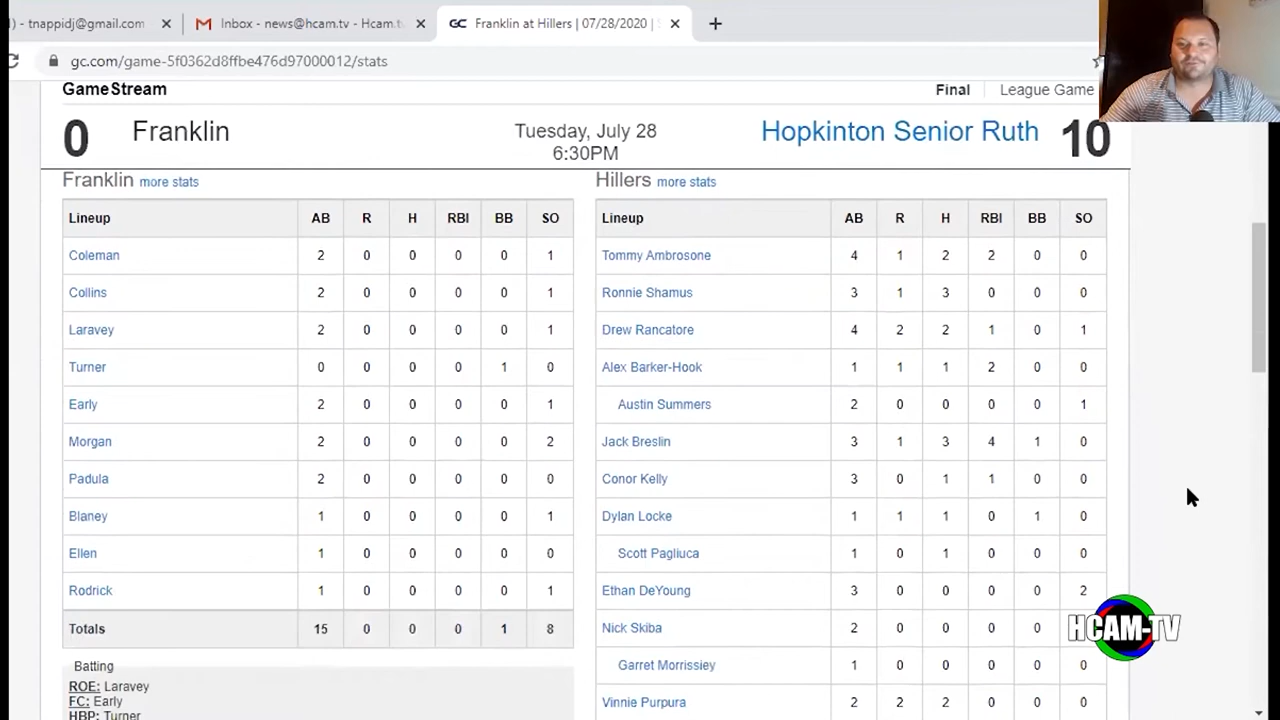 ) - tnappidj@gmail.com
Inbox - news@hcam.tv - Hcam.t
GC Franklin at Hillers | 07/28/2020 |
gc.com/game-5f0362d8ffbe476d97000012/stats
GameStream
Final
League Game
0 Franklin
Tuesday, July 28
6:30PM
Hopkinton Senior Ruth 10
Franklin more stats
Lineup AB R H RBI BB SO
Coleman 2 0 0 0 0 1
Collins 2 0 0 0 0 1
Laravey 2 0 0 0 0 1
Turner 0 0 0 0 1 0
Early 2 0 0 0 0 1
Morgan 2 0 0 0 0 2
Padula 2 0 0 0 0 0
Blaney 1 0 0 0 0 1
Ellen 1 0 0 0 0 0
Rodrick 1 0 0 0 0 1
Totals 15 0 0 0 1 8
Batting
ROE: Laravey
FC: Early
HBP: Turner
Hillers more stats
Lineup AB R H RBI BB SO
Tommy Ambrosone 4 1 2 2 0 0
Ronnie Shamus 3 1 3 0 0 0
Drew Rancatore 4 2 2 1 0 1
Alex Barker-Hook 1 1 1 2 0 0
Austin Summers 2 0 0 0 0 1
Jack Breslin 3 1 3 4 1 0
Conor Kelly 3 0 1 1 0 0
Dylan Locke 1 1 1 0 1 0
Scott Pagliuca 1 0 1 0 0 0
Ethan DeYoung 3 0 0 0 0 2
Nick Skiba 2 0 0 0 0
Garret Morrissiey 1 0 0 0 0 0
Vinnie Purpura 2 2 2 0 0 0
HCAM-TV